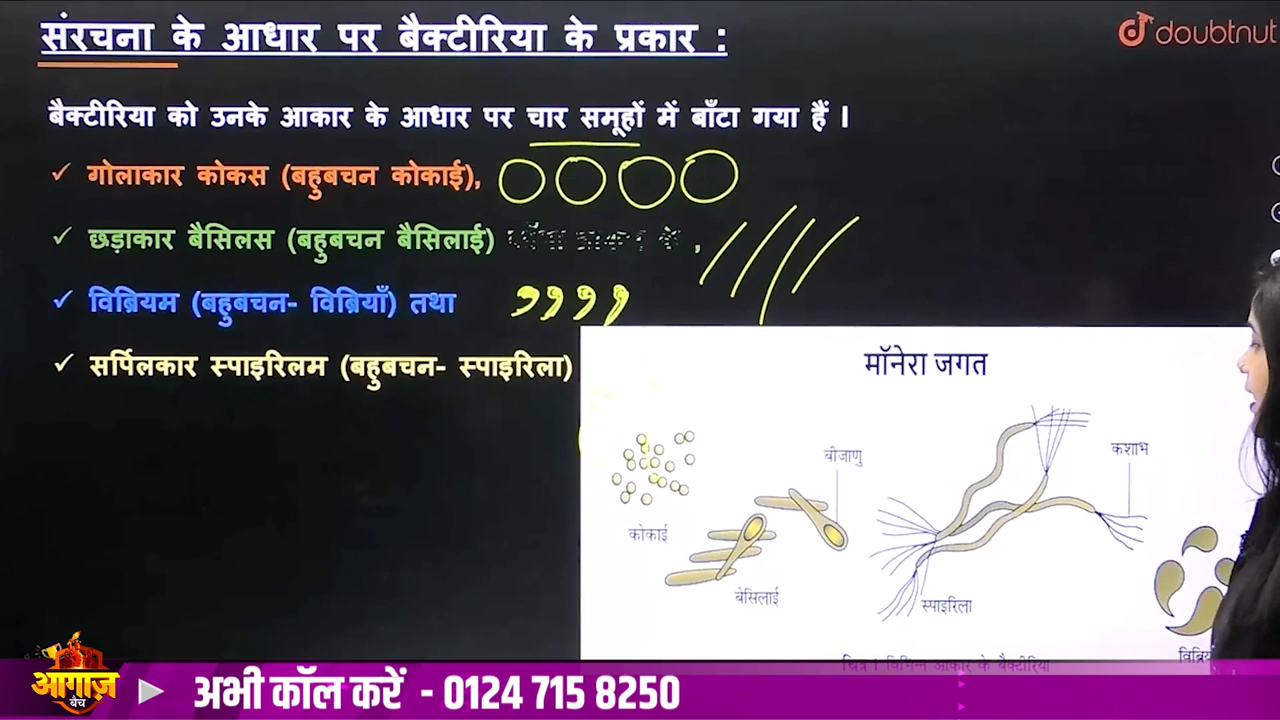 संरचना के आधार पर बैक्टीरिया के प्रकार :
doubtnut
बैक्टीरिया को उनके आकार के आधार पर चार समूहों में बाँटा गया हैं ।
✓ गोलाकार कोकस (बहुबचन कोकाई),
✓ छड़ाकार बैसिलस (बहुबचन बैसिलाई) ,
✓ विब्रियम (बहुबचन- विब्रियाँ) तथा
✓ सर्पिलकार स्पाइरिलम (बहुबचन- स्पाइरिला)
मॉनेरा जगत
बीजाणु
कशाभ
कोकाई
बेसिलाई
स्पाइरिला
चित्र 1 विभिन्न आकार के बैक्टीरिया
आगाज़
बैच
अभी कॉल करें - 0124 715 8250